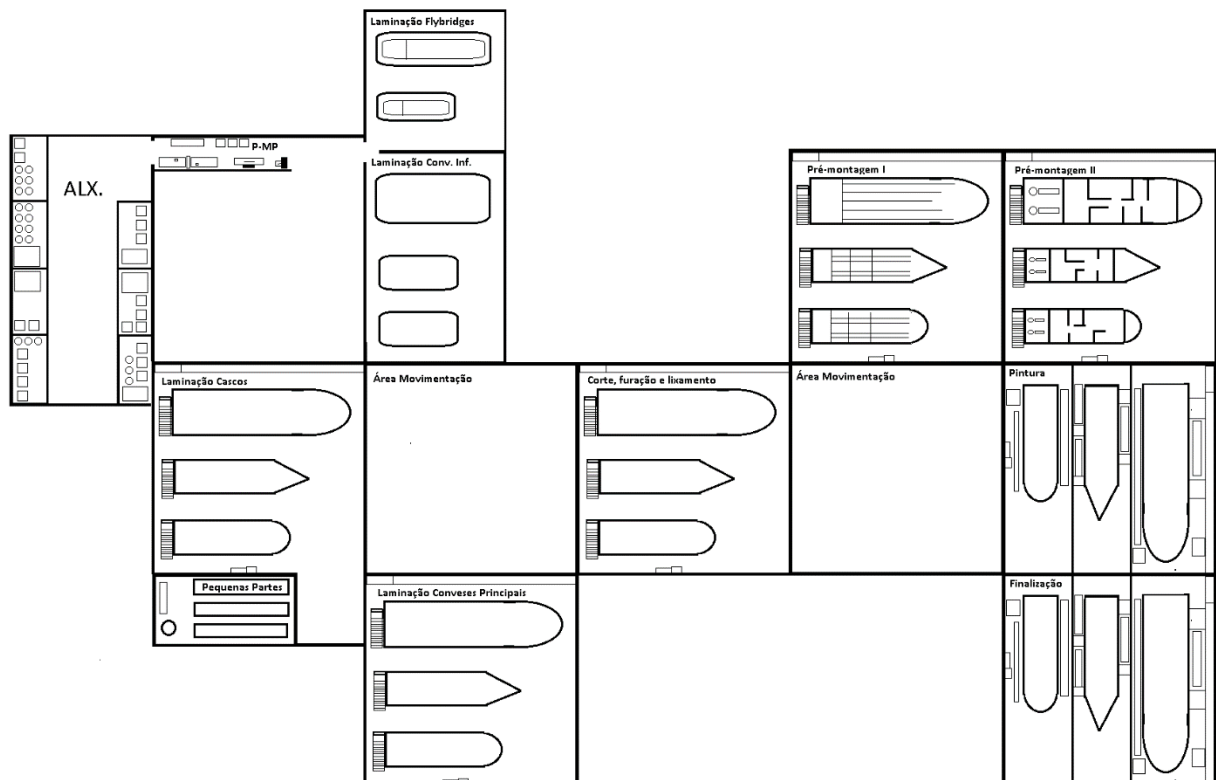 Laminação Flybridges
P-MP
ALX.
Laminação Conv. Inf.
Pré-montagem I
Pré-montagem II
Laminação Cascos
Área Movimentação
Corte, furação e lixamento
Área Movimentação
Pintura
Pequenas Partes
Laminação Conveses Principais
Finalização